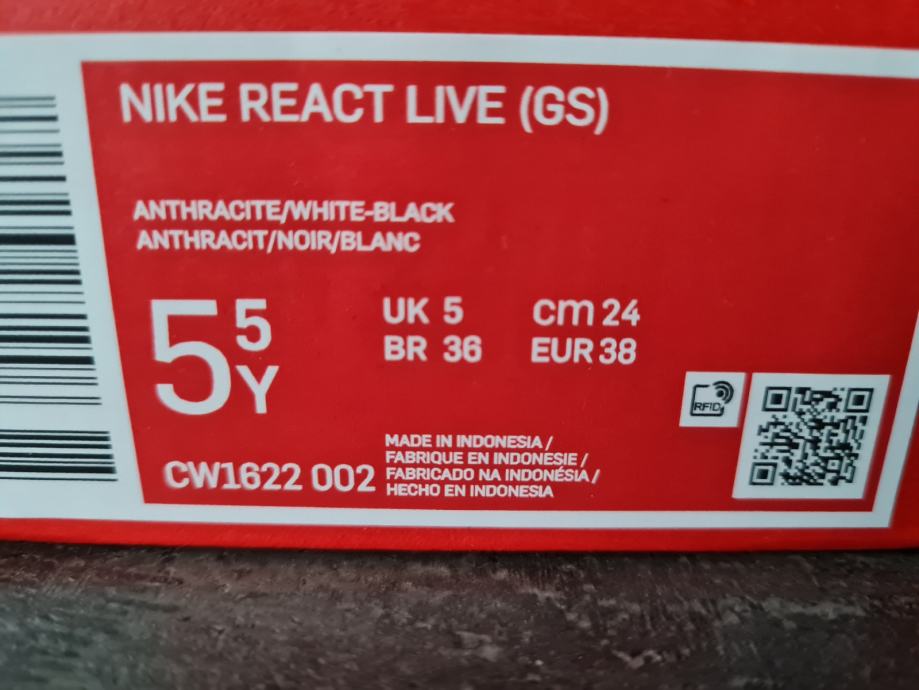 NIKE REACT LIVE (GS)
ANTHRACITE/WHITE-BLACK
ANTHRACIT/NOIR/BLANC
5 5 Y
UK 5 cm 24
BR 36 EUR 38
RFID
CW1622 002
MADE IN INDONESIA /
FABRIQUE EN INDONESIE /
FABRICADO NA INDONÉSIA /
HECHO EN INDONESIA